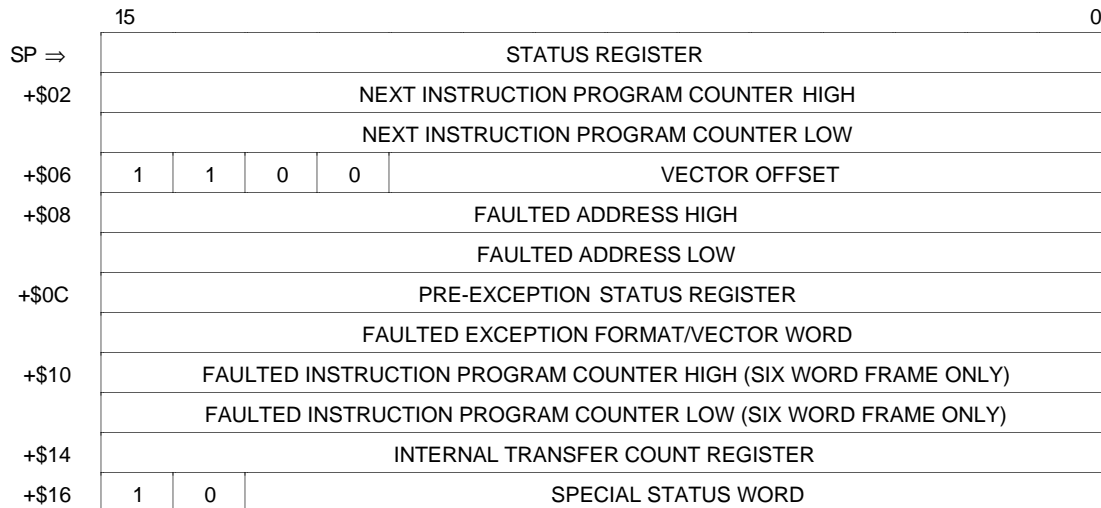 15 0
SP ⇒ STATUS REGISTER
+$02 NEXT INSTRUCTION PROGRAM COUNTER HIGH
NEXT INSTRUCTION PROGRAM COUNTER LOW
+$06 1 1 0 0 VECTOR OFFSET
+$08 FAULTED ADDRESS HIGH
FAULTED ADDRESS LOW
+$0C PRE-EXCEPTION STATUS REGISTER
FAULTED EXCEPTION FORMAT/VECTOR WORD
+$10 FAULTED INSTRUCTION PROGRAM COUNTER HIGH (SIX WORD FRAME ONLY)
FAULTED INSTRUCTION PROGRAM COUNTER LOW (SIX WORD FRAME ONLY)
+$14 INTERNAL TRANSFER COUNT REGISTER
+$16 1 0 SPECIAL STATUS WORD